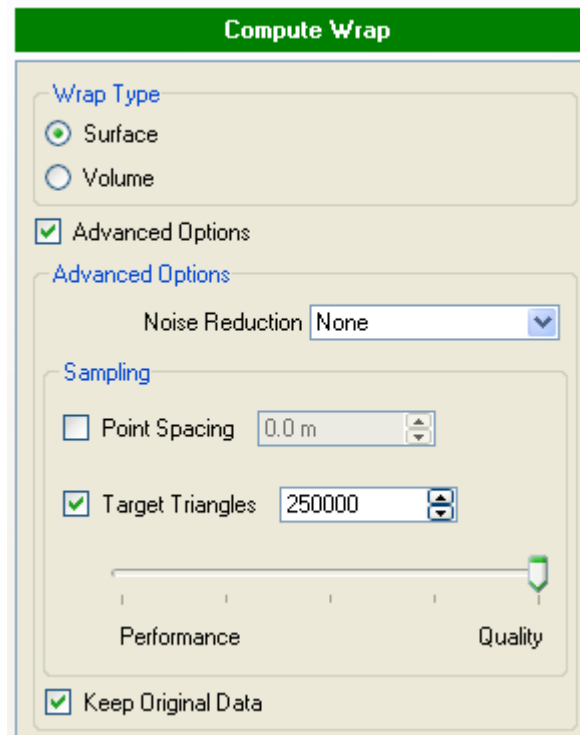 Compute Wrap
Wrap Type
Surface
Volume
Advanced Options
Advanced Options
Noise Reduction None
Sampling
Point Spacing 0.0 m
Target Triangles 250000
Performance Quality
Keep Original Data